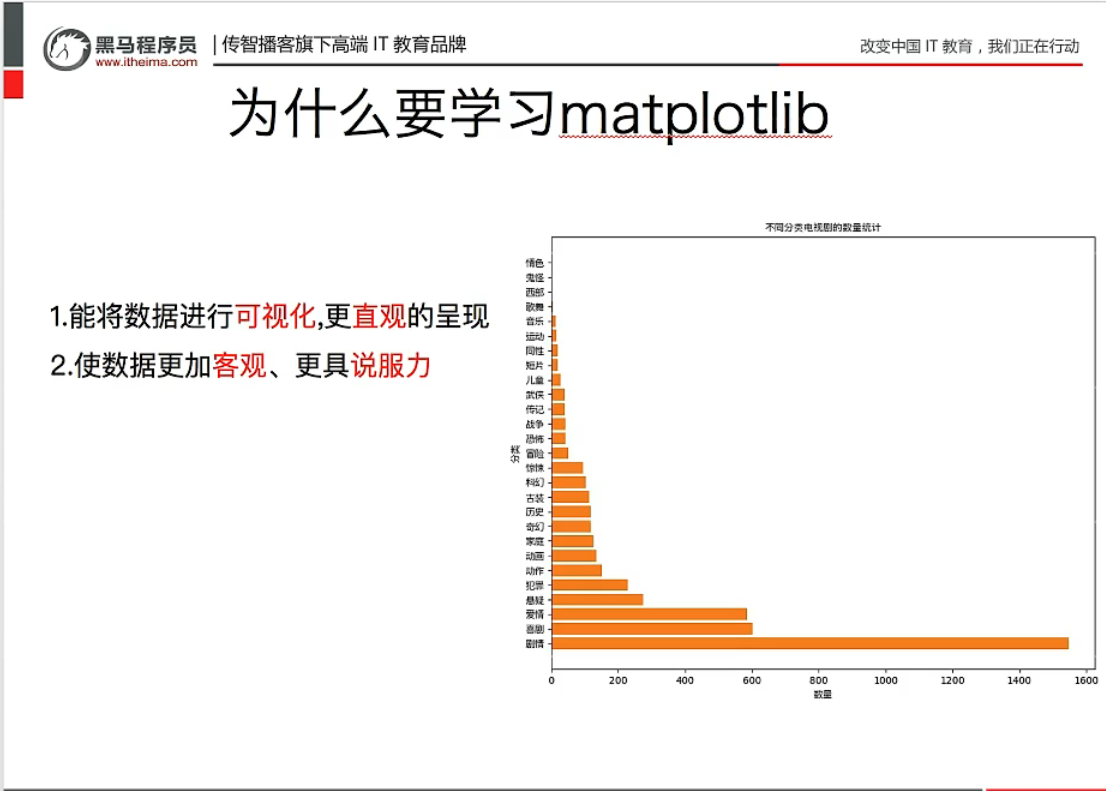 黑马程序员
www.itheima.com
传智播客旗下高端 IT 教育品牌
改变中国 IT 教育，我们正在行动
为什么要学习matplotlib
1.能将数据进行可视化,更直观的呈现
2.使数据更加客观、更具说服力
不同分类电视剧的数量统计
分类
情色
鬼怪
西部
歌舞
音乐
运动
同性
短片
儿童
武侠
传记
战争
恐怖
冒险
惊悚
科幻
古装
历史
奇幻
家庭
动画
动作
犯罪
悬疑
爱情
喜剧
剧情
0 200 400 600 800 1000 1200 1400 1600
数量